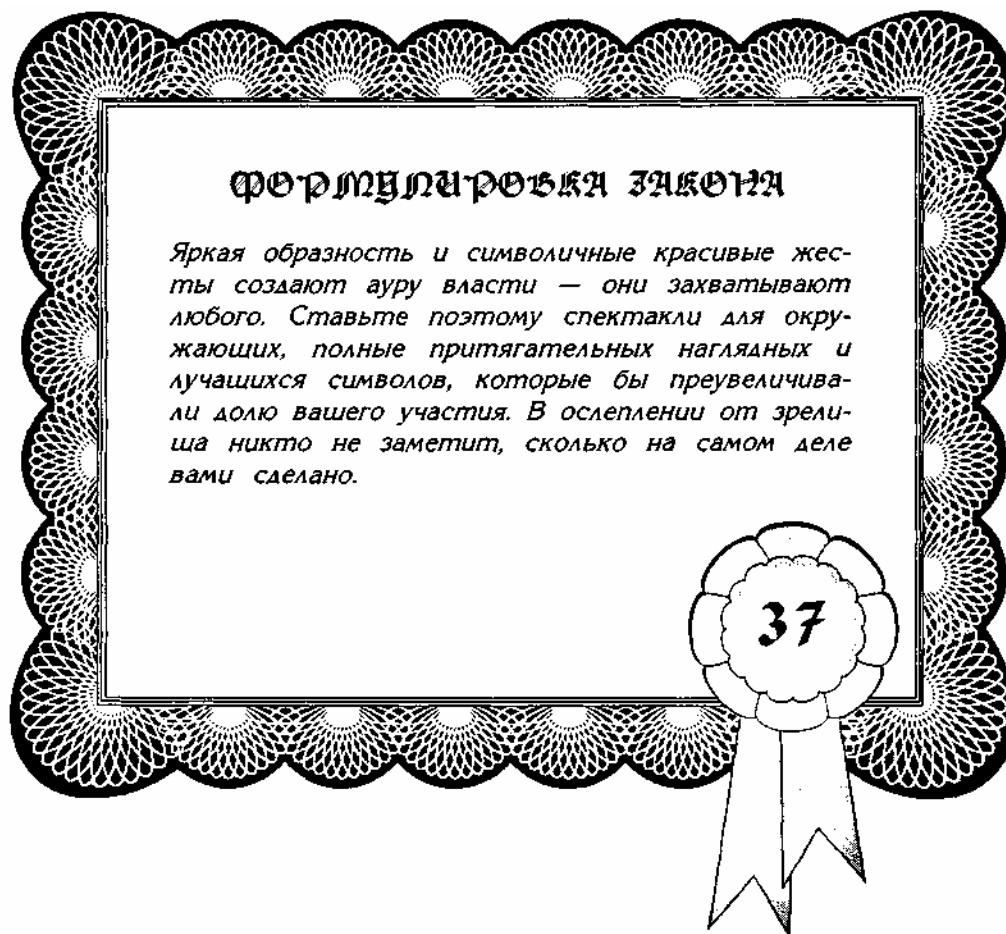 ФОРМУЛИРОВКА ЗАКОНА
Яркая образность и символичные красивые жес-
ты создают ауру власти — они захватывают
любого. Ставьте поэтому спектакли для окру-
жающих, полные притягательных наглядных и
лучащихся символов, которые бы преувеличива-
ли долю вашего участия. В ослеплении от зрели-
ща никто не заметит, сколько на самом деле
вами сделано.
37